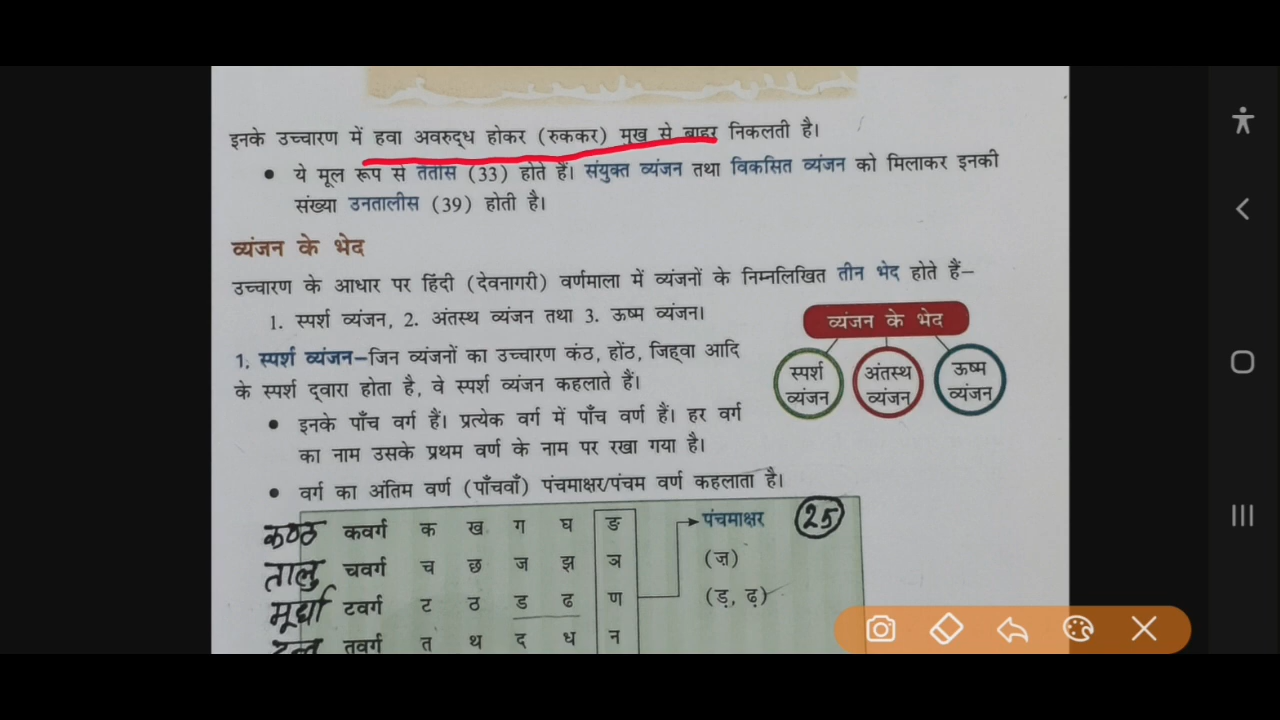 इनके उच्चारण में हवा अवरुद्ध होकर (रुककर) मुख से बाहर निकलती है।
• ये मूल रूप से तेंतीस (33) होते हैं। संयुक्त व्यंजन तथा विकसित व्यंजन को मिलाकर इनकी
संख्या उनतालीस (39) होती है।
व्यंजन के भेद
उच्चारण के आधार पर हिंदी (देवनागरी) वर्णमाला में व्यंजनों के निम्नलिखित तीन भेद होते हैं–
1. स्पर्श व्यंजन, 2. अंतस्थ व्यंजन तथा 3. ऊष्म व्यंजन।
व्यंजन के भेद
स्पर्श व्यंजन
अंतस्थ व्यंजन
ऊष्म व्यंजन
1. स्पर्श व्यंजन–जिन व्यंजनों का उच्चारण कंठ, होंठ, जिह्वा आदि
के स्पर्श द्वारा होता है, वे स्पर्श व्यंजन कहलाते हैं।
• इनके पाँच वर्ग हैं। प्रत्येक वर्ग में पाँच वर्ण हैं। हर वर्ग
का नाम उसके प्रथम वर्ण के नाम पर रखा गया है।
• वर्ग का अंतिम वर्ण (पाँचवाँ) पंचमाक्षर/पंचम वर्ण कहलाता है।
कण्ठ कवर्ग क ख ग घ ङ पंचमाक्षर 25
तालु चवर्ग च छ ज झ ञ (ज़)
मूर्धा टवर्ग ट ठ ड ढ ण (ड़, ढ़)
तवर्ग त थ द ध न